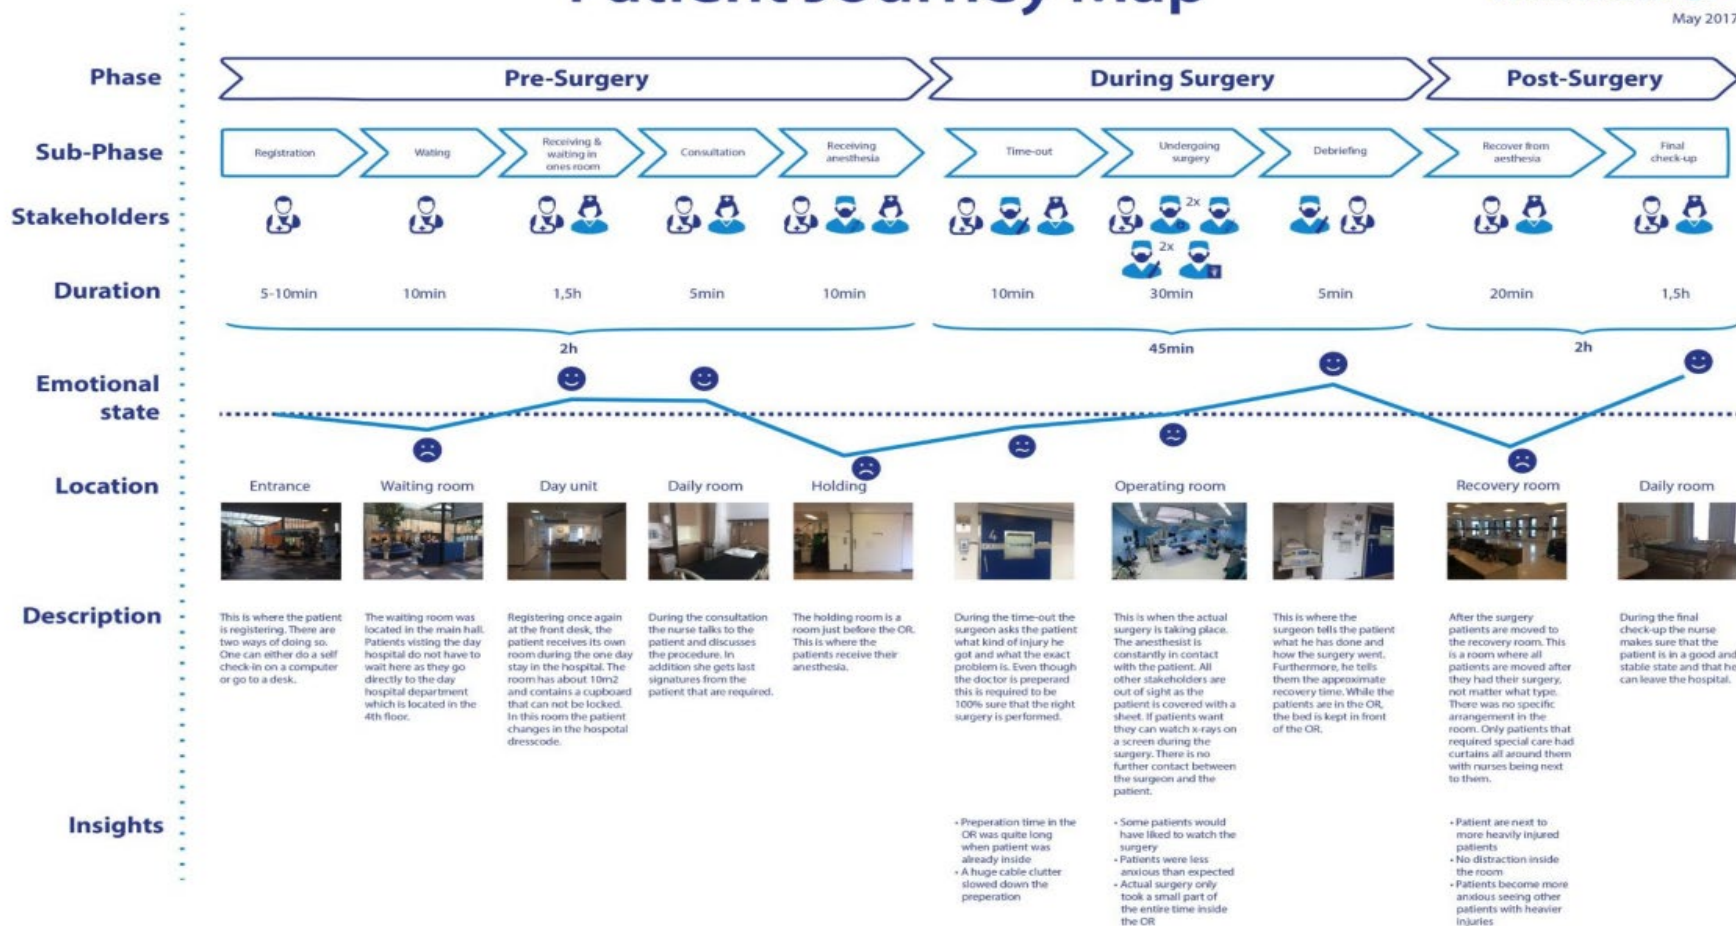 Patient Journey Map
May 2017
Phase
Pre-Surgery
During Surgery
Post-Surgery
Sub-Phase
Registration
Wating
Receiving &
waiting in
ones room
Consultation
Receiving
anesthesia
Time-out
Undergoing
surgery
Debriefing
Recover from
aesthesia
Final
check-up
Stakeholders
2x
2x
Duration
5-10min
10min
1,5h
5min
10min
10min
30min
5min
20min
1,5h
2h
45min
2h
Emotional
state
Location
Entrance
Waiting room
Day unit
Daily room
Holding
Operating room
Recovery room
Daily room
4
Description
This is where the patient
is registering. There are
two ways of doing so.
One can either do a self
check-in on a computer
or go to a desk.
The waiting room was
located in the main hall.
Patients visting the day
hospital do not have to
wait here as they go
directly to the day
hospital department
which is located in the
4th floor.
Registering once again
at the front desk, the
patient receives its own
room during the one day
stay in the hospital. The
room has about 10m2
and contains a cupboard
that can not be locked.
In this room the patient
changes in the hospotal
dresscode.
During the consultation
the nurse talks to the
patient and discusses
the procedure. In
addition she gets last
signatures from the
patient that are required.
The holding room is a
room just before the OR.
This is where the
patients receive their
anesthesia.
During the time-out the
surgeon asks the patient
what kind of injury he
got and what the exact
problem is. Even though
the doctor is preperard
this is required to be
100% sure that the right
surgery is performed.
This is when the actual
surgery is taking place.
The anesthesist is
constantly in contact
with the patient. All
other stakeholders are
out of sight as the
patient is covered with a
sheet. If patients want
they can watch x-rays on
a screen during the
surgery. There is no
further contact between
the surgeon and the
patient.
This is where the
surgeon tells the patient
what he has done and
how the surgery went.
Furthermore, he tells
them the approximate
recovery time. While the
patients are in the OR,
the bed is kept in front
of the OR.
After the surgery
patients are moved to
the recovery room. This
is a room where all
patients are moved after
they had their surgery,
not matter what type.
There was no specific
arrangement in the
room. Only patients that
required special care had
curtains all around them
with nurses being next
to them.
During the final
check-up the nurse
makes sure that the
patient is in a good and
stable state and that he
can leave the hospital.
Insights
• Preperation time in the
OR was quite long
when patient was
already inside
• A huge cable clutter
slowed down the
preperation
• Some patients would
have liked to watch the
surgery
• Patients were less
anxious than expected
• Actual surgery only
took a small part of
the entire time inside
the OR
• Patient are next to
more heavily injured
patients
• No distraction inside
the room
• Patients become more
anxious seeing other
patients with heavier
injuries